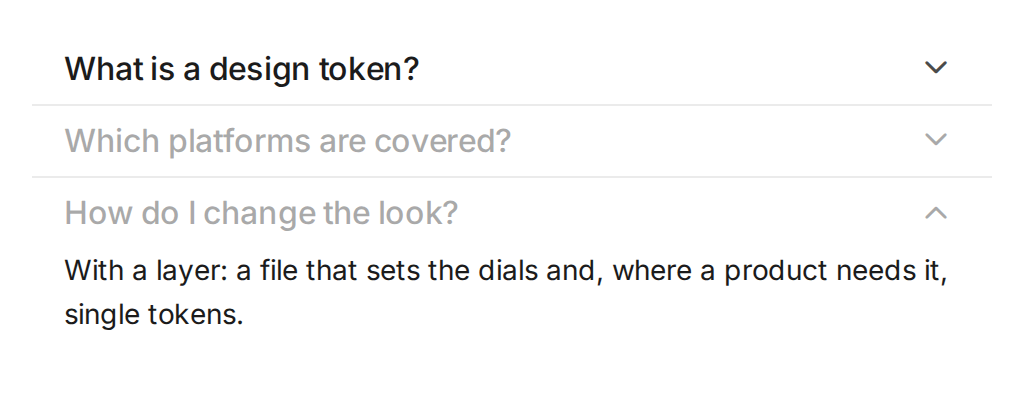 What is a design token?
Which platforms are covered?
How do I change the look?
With a layer: a file that sets the dials and, where a product needs it,
single tokens.